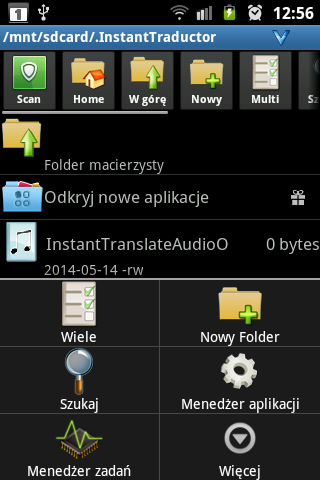 1
12:56
/mnt/sdcard/.InstantTraductor
Scan
Home
W górę
Nowy
Multi
Folder macierzysty
Odkryj nowe aplikacje
InstantTranslateAudioO
0 bytes
2014-05-14 -rw
Wiele
Nowy Folder
Szukaj
Menedżer aplikacji
Menedżer zadań
Więcej